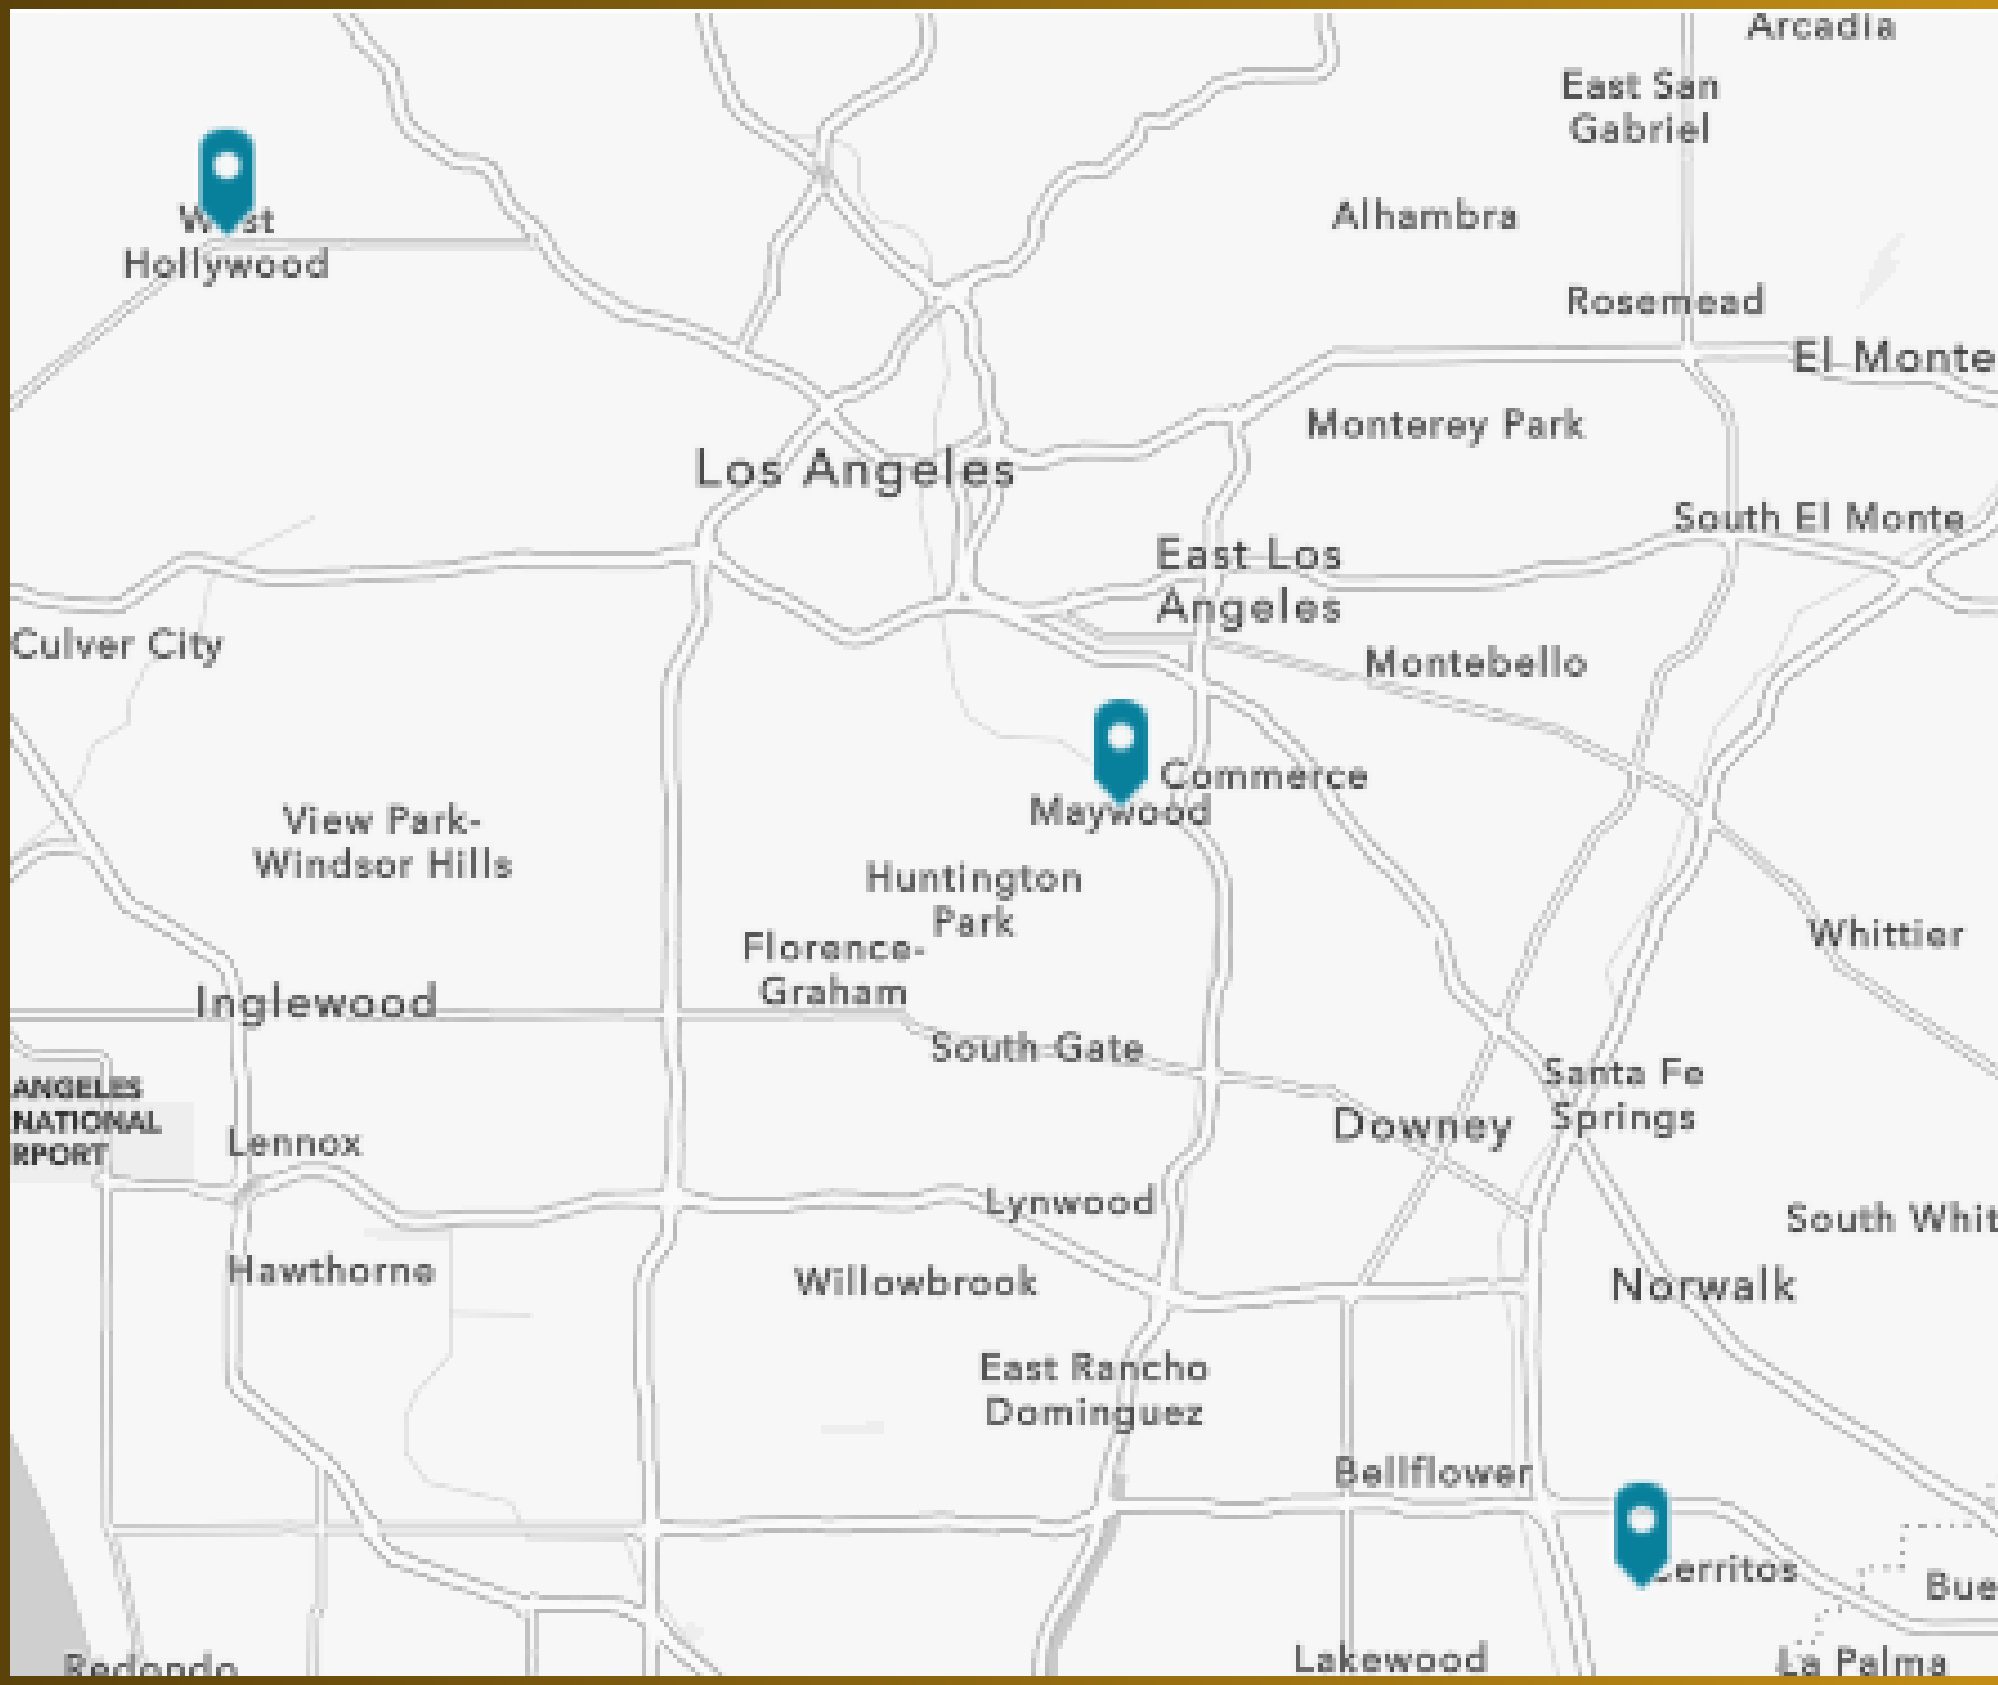 Arcadia
East San
Gabriel
West
Hollywood
Alhambra
Rosemead
El Monte
Monterey Park
Los Angeles
South El Monte
East Los
Angeles
Culver City
Montebello
Commerce
Maywood
View Park-
Windsor Hills
Huntington
Park
Florence-
Graham
Whittier
Inglewood
South Gate
Santa Fe
Springs
ANGELES
NATIONAL
RPORT
Downey
Lennox
Lynwood
South Whit
Hawthorne
Willowbrook
Norwalk
East Rancho
Dominguez
Bellflower
Cerritos
Bue
Redondo
Lakewood
La Palma